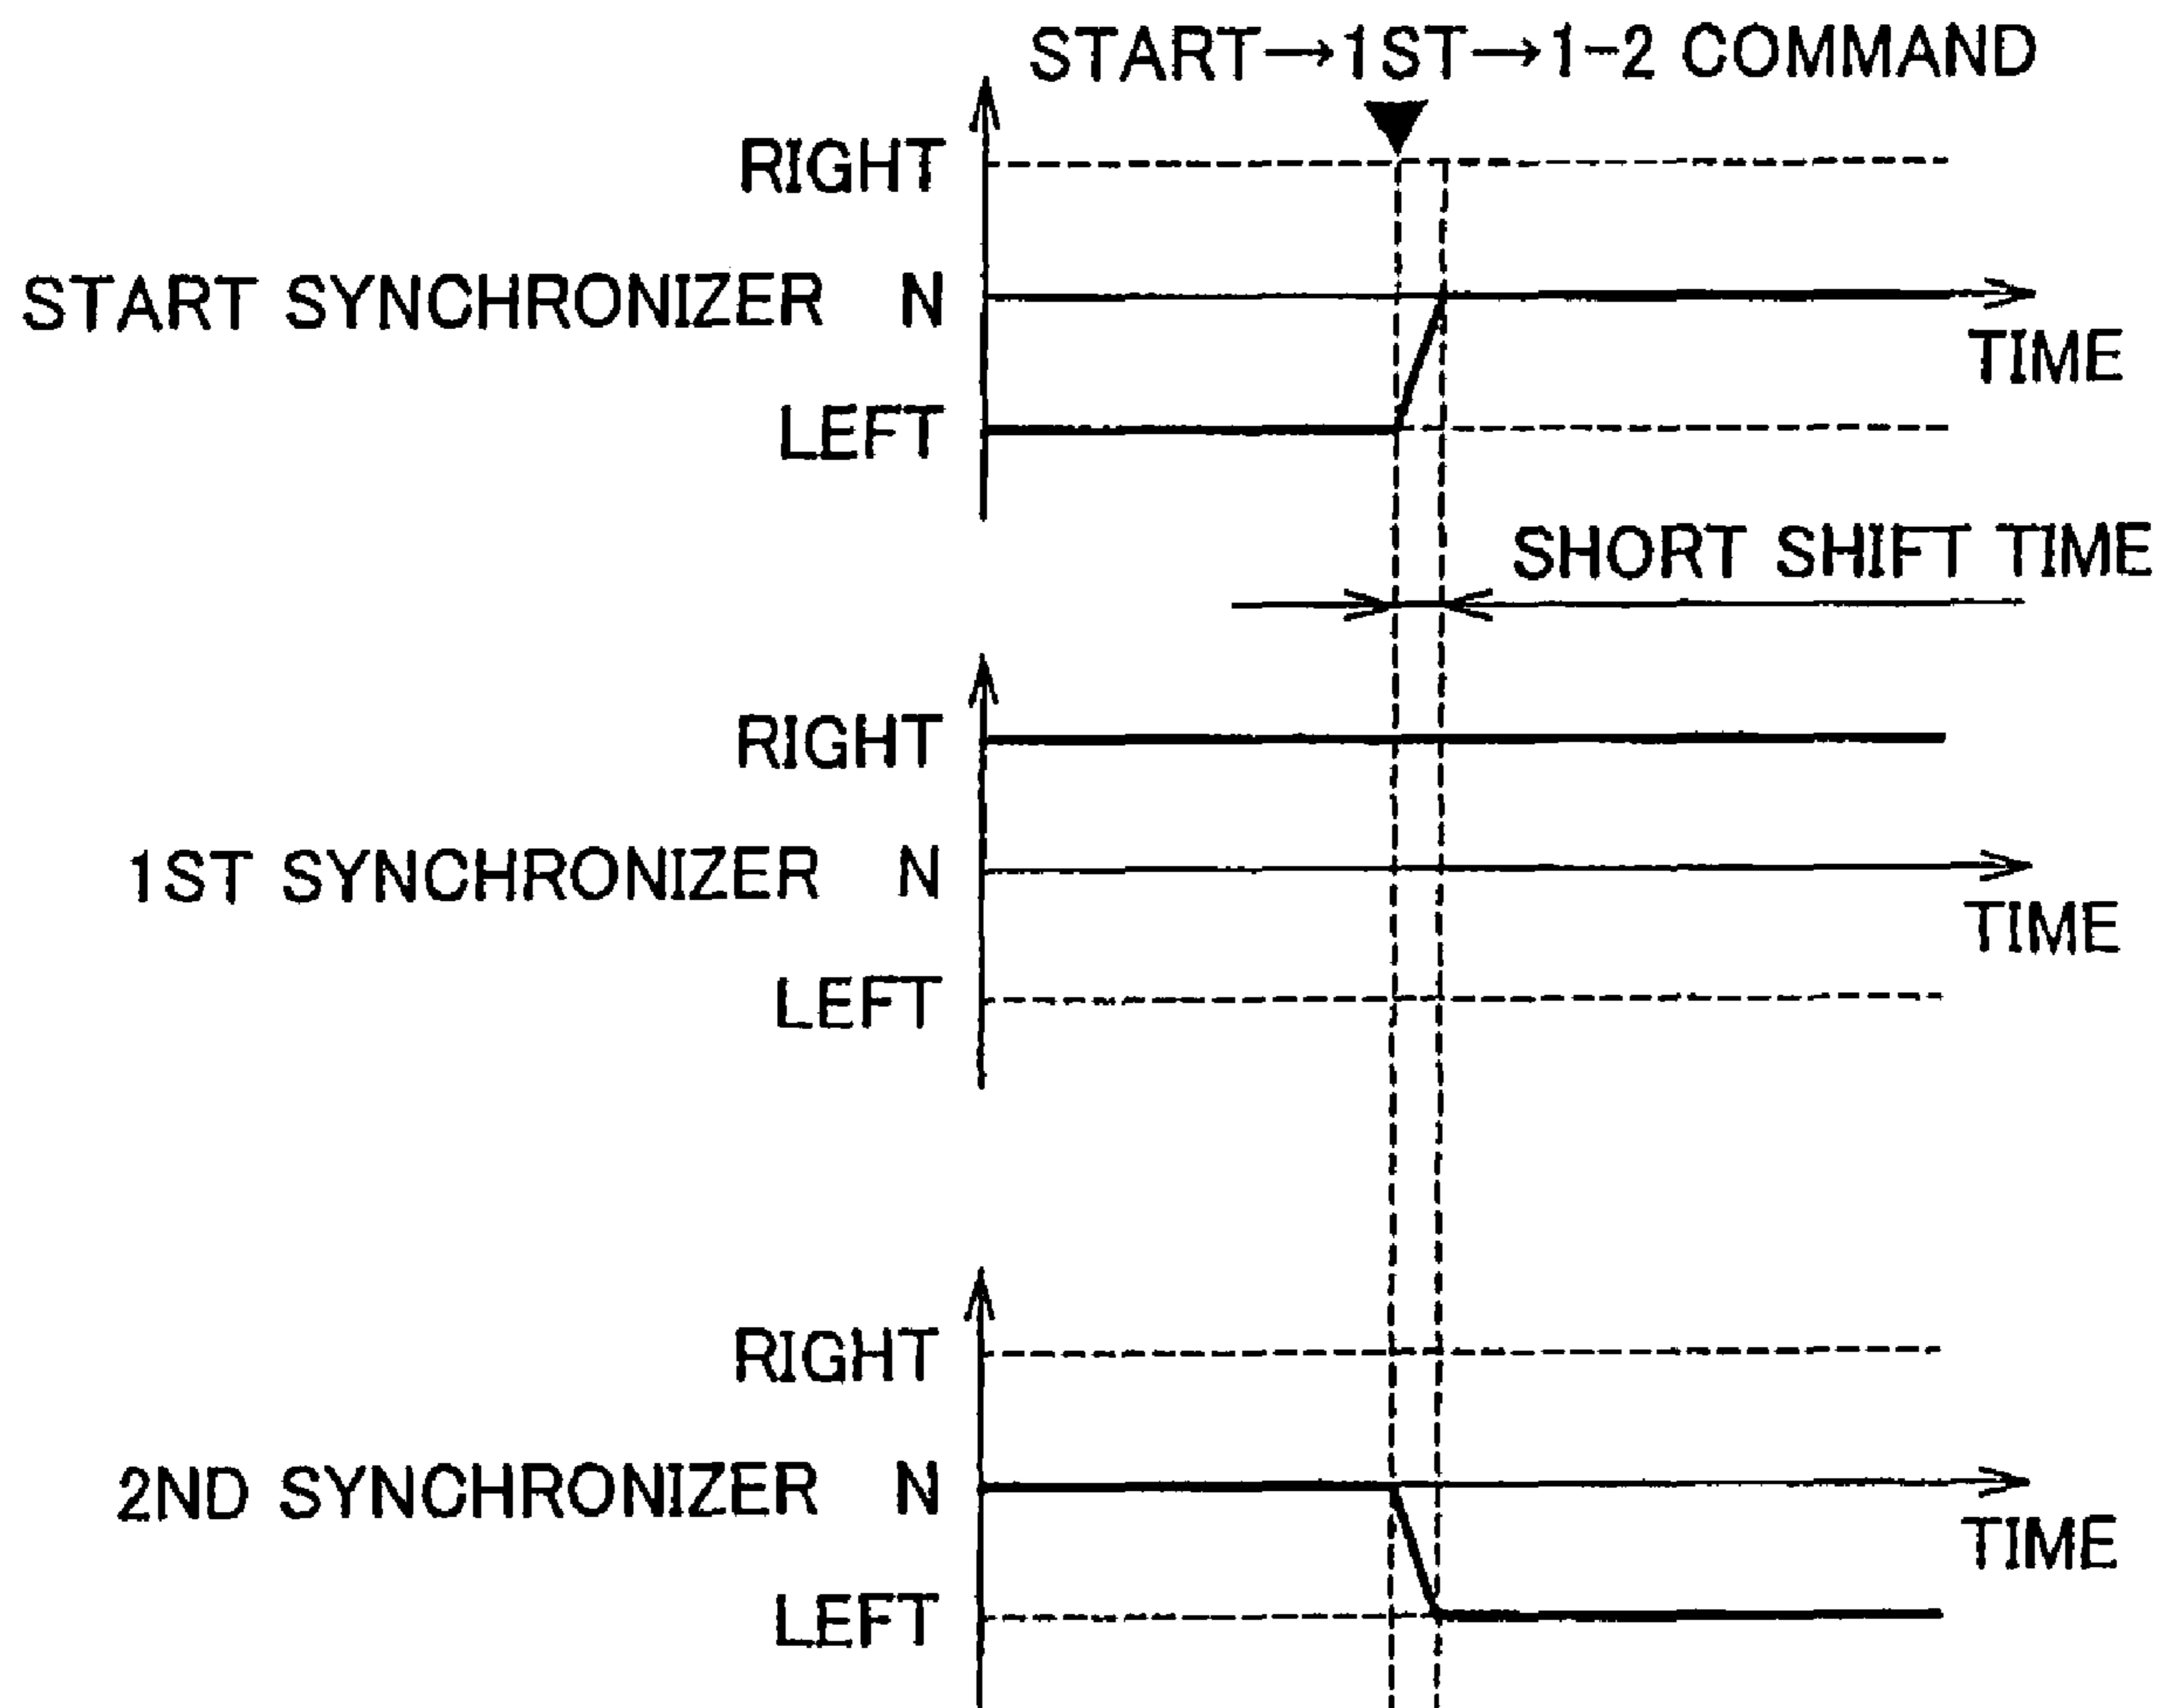 START→1ST→1-2 COMMAND
RIGHT
START SYNCHRONIZER N
TIME
LEFT
SHORT SHIFT TIME
RIGHT
1ST SYNCHRONIZER N
TIME
LEFT
RIGHT
2ND SYNCHRONIZER N
TIME
LEFT